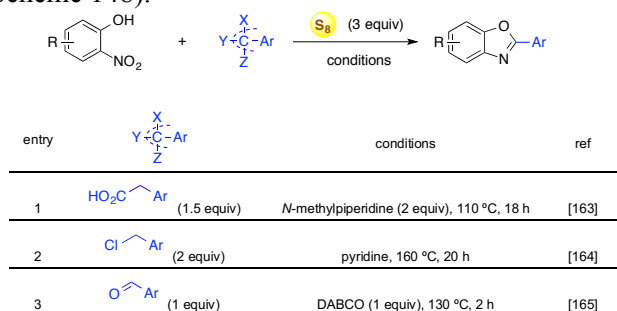 scheme 148).
OH
R
NO2
+
X
Y C Ar
Z
S8 (3 equiv)
conditions
R
O
Ar
N
entry
X
Y C Ar
Z
conditions
ref
1
HO2C Ar (1.5 equiv)
N-methylpiperidine (2 equiv), 110 ºC, 18 h
[163]
2
Cl Ar (2 equiv)
pyridine, 160 ºC, 20 h
[164]
3
O Ar (1 equiv)
DABCO (1 equiv), 130 ºC, 2 h
[165]